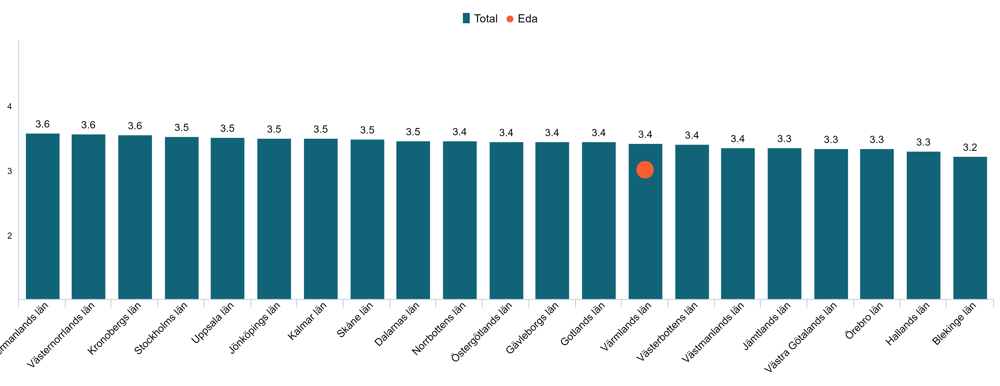 Total Eda
4
3
2
3.6 3.6 3.6 3.5 3.5 3.5 3.5 3.5 3.5 3.4 3.4 3.4 3.4 3.4 3.4 3.4 3.3 3.3 3.3 3.3 3.2
ermanlands län
Västernorrlands län
Kronobergs län
Stockholms län
Uppsala län
Jönköpings län
Kalmar län
Skåne län
Dalarnas län
Norrbottens län
Östergötlands län
Gävleborgs län
Gotlands län
Värmlands län
Västerbottens län
Västmanlands län
Jämtlands län
Västra Götalands län
Örebro län
Hallands län
Blekinge län